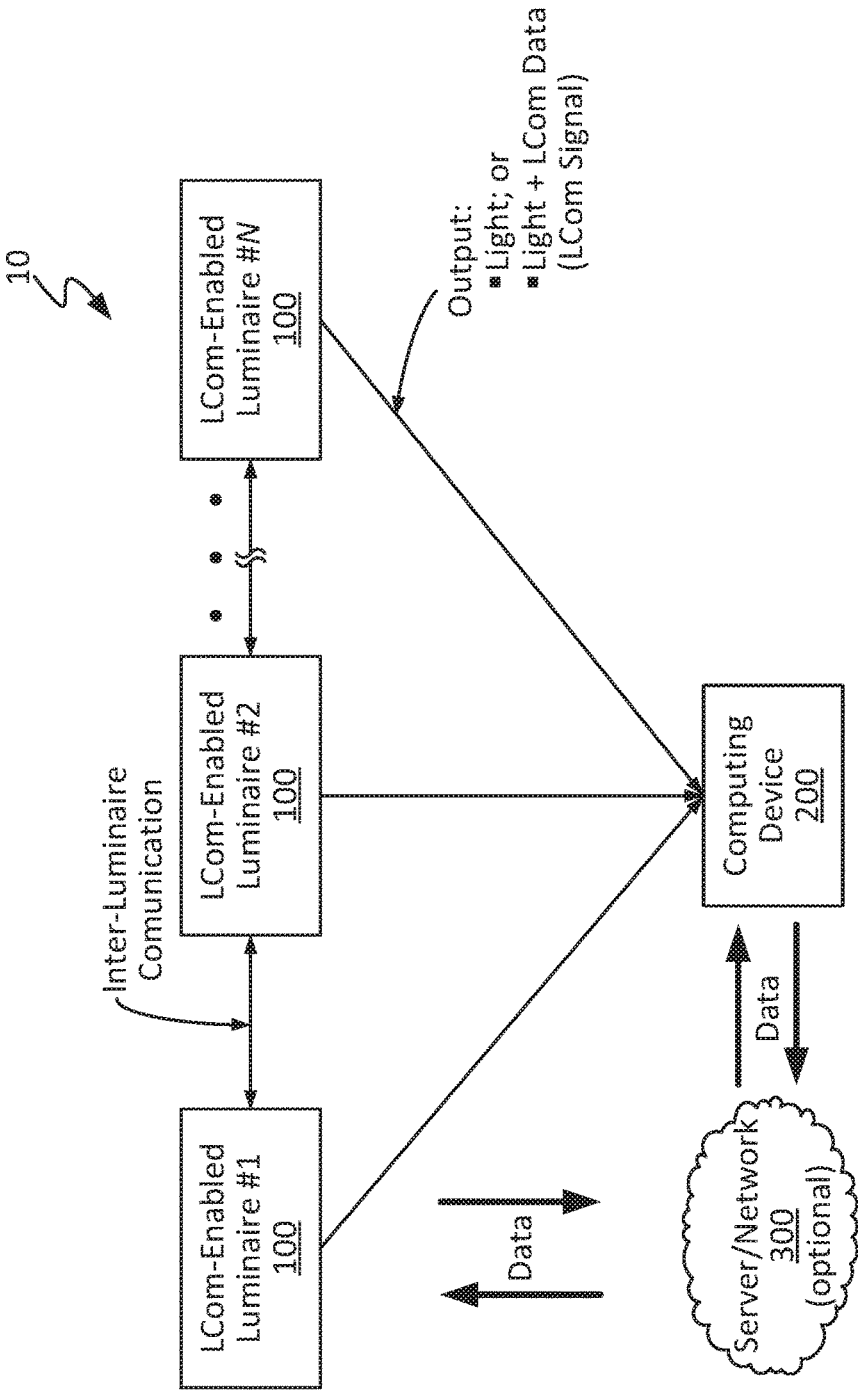 10
LCom-Enabled
Luminaire #1
100
Inter-Luminaire
Comunication
LCom-Enabled
Luminaire #2
100
LCom-Enabled
Luminaire #N
100
Output:
▪Light; or
▪Light + LCom Data
(LCom Signal)
Data
Server/Network
300
(optional)
Data
Computing
Device
200